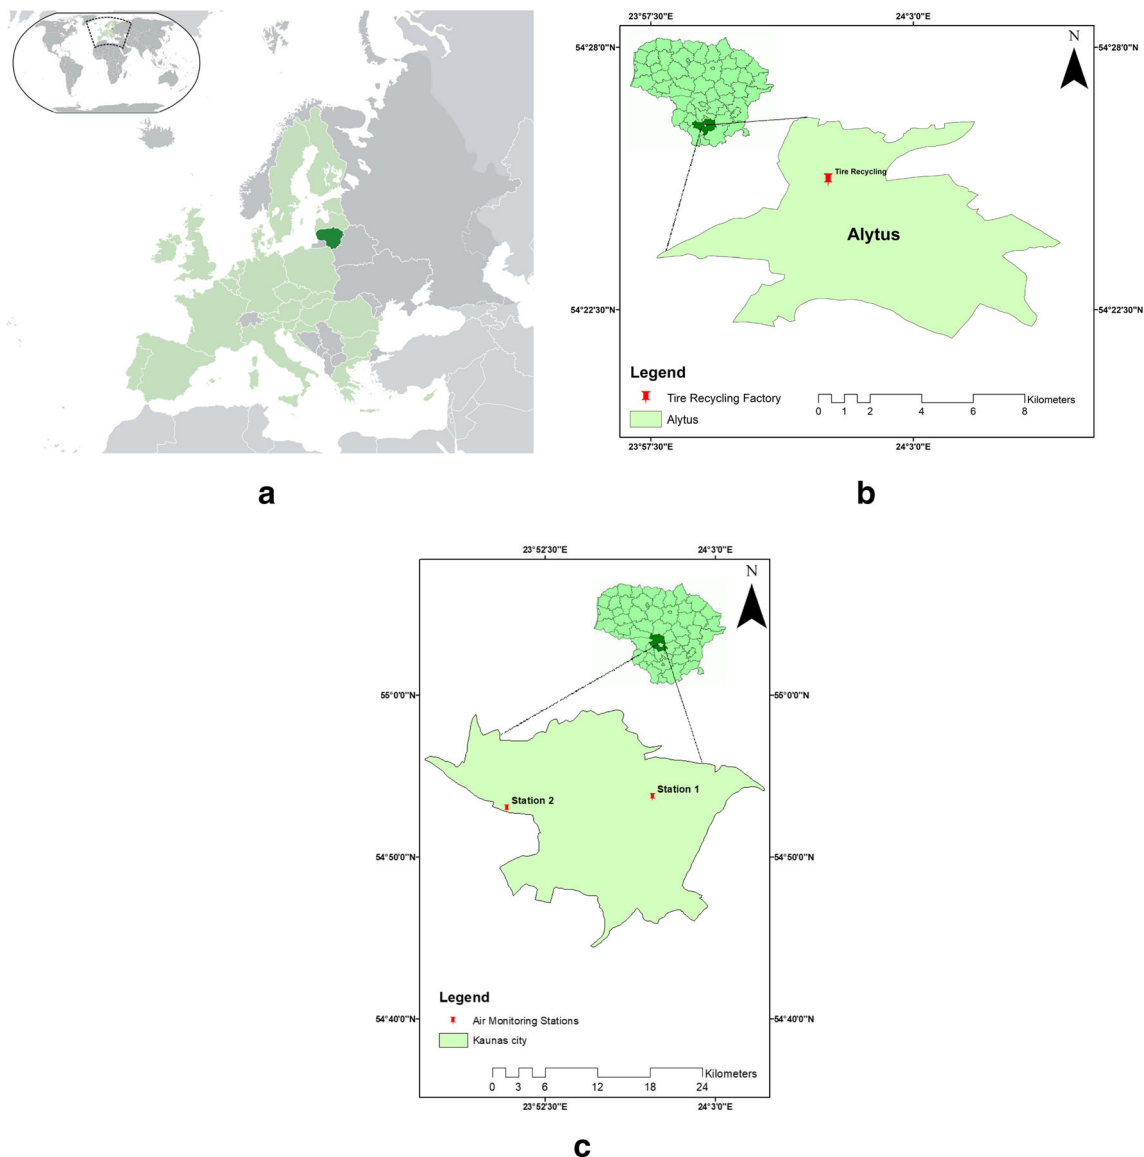 23°57'30"E
24°3'0"E
54°28'0"N
54°28'0"N
N
Tire Recycling
Alytus
54°22'30"N
54°22'30"N
Legend
Tire Recycling Factory
Alytus
Kilometers
0 1 2 4 6 8
23°57'30"E
24°3'0"E
a
b
23°52'30"E
24°3'0"E
N
55°0'0"N
55°0'0"N
Station 1
Station 2
54°50'0"N
54°50'0"N
Legend
Air Monitoring Stations
Kaunas city
54°40'0"N
54°40'0"N
Kilometers
0 3 6 12 18 24
23°52'30"E
24°3'0"E
c